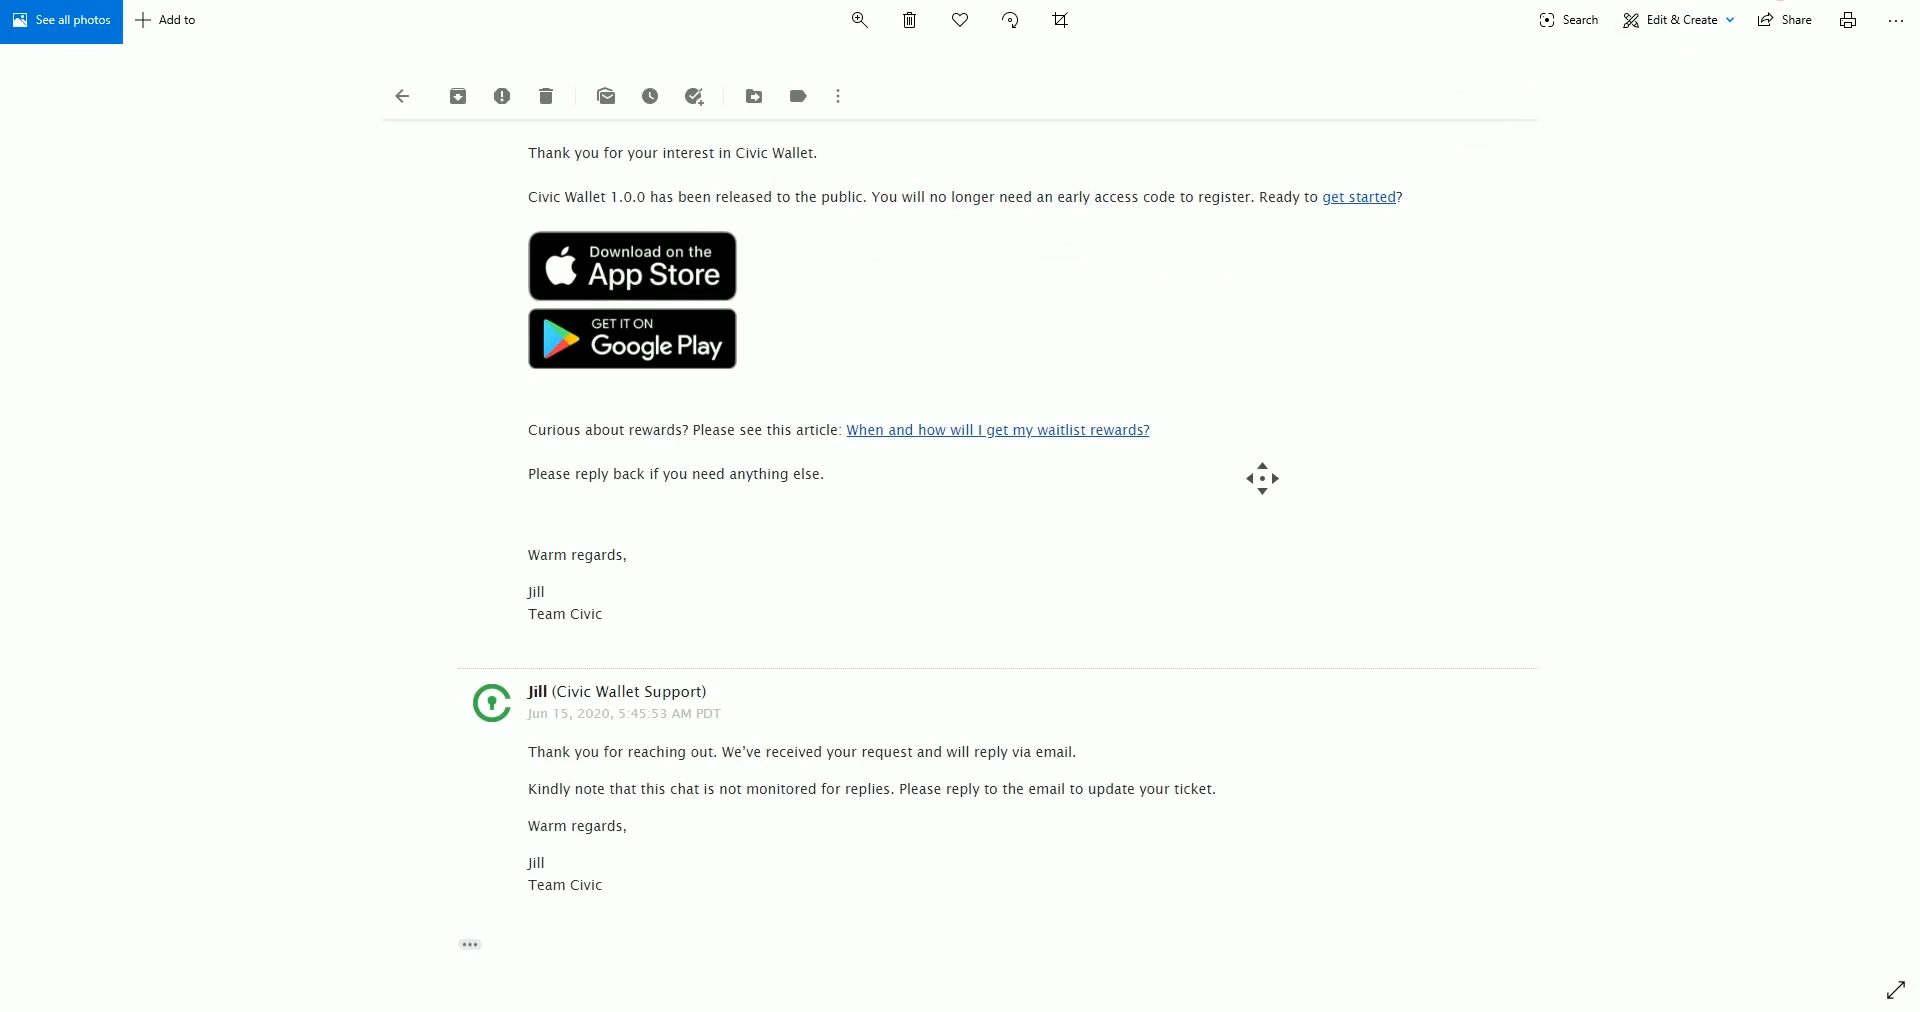 See all photos
Add to
Search
Edit & Create
Share
Thank you for your interest in Civic Wallet.
Civic Wallet 1.0.0 has been released to the public. You will no longer need an early access code to register. Ready to get started?
Download on the
App Store
GET IT ON
Google Play
Curious about rewards? Please see this article: When and how will I get my waitlist rewards?
Please reply back if you need anything else.
Warm regards,
Jill
Team Civic
Jill (Civic Wallet Support)
Jun 15, 2020, 5:45:53 AM PDT
Thank you for reaching out. We've received your request and will reply via email.
Kindly note that this chat is not monitored for replies. Please reply to the email to update your ticket.
Warm regards,
Jill
Team Civic